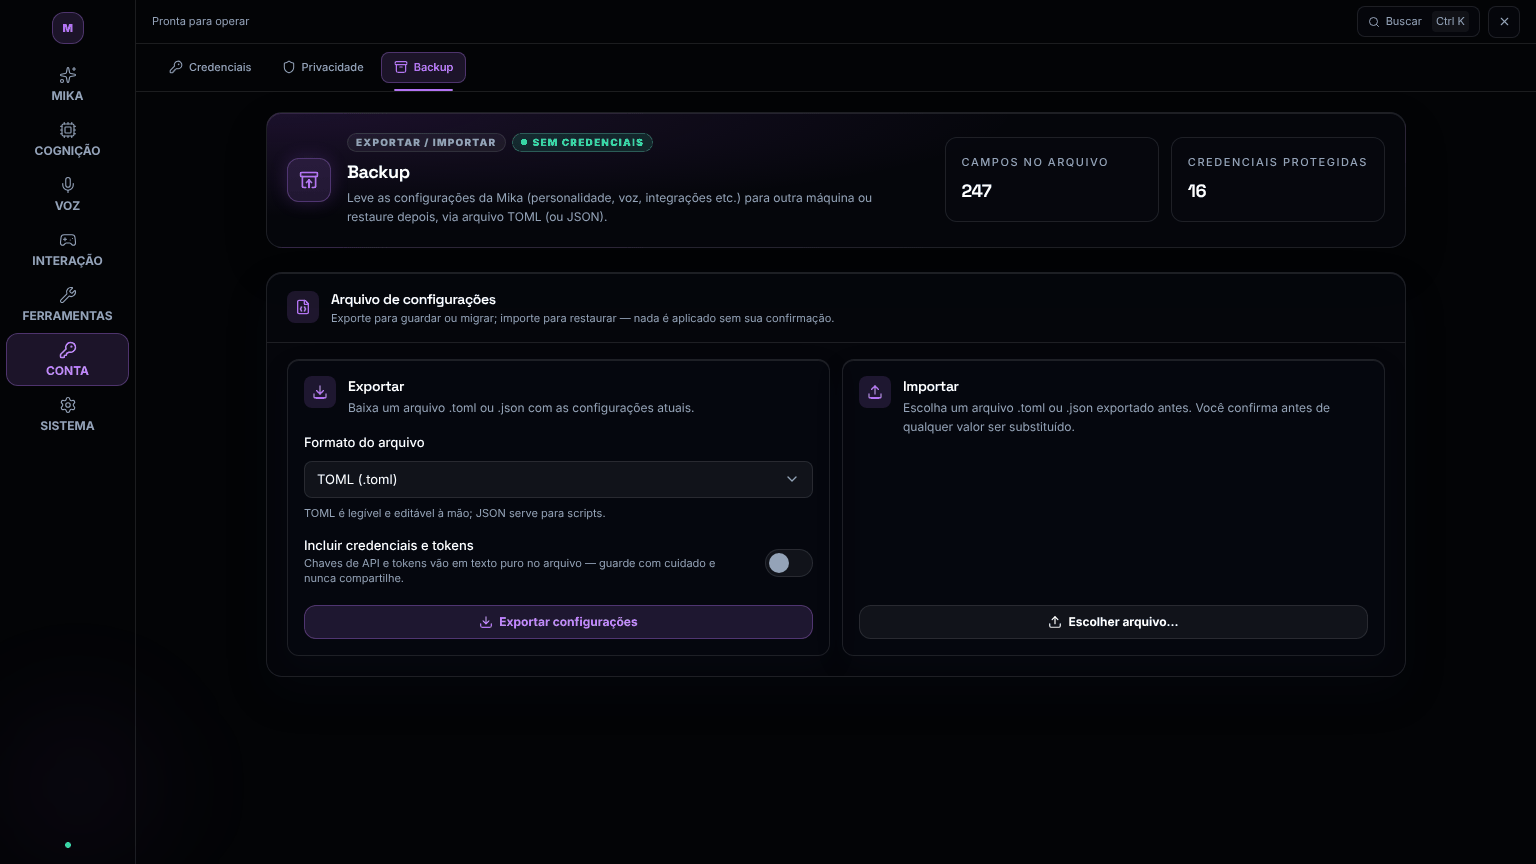 M
MIKA
COGNIÇÃO
VOZ
INTERAÇÃO
FERRAMENTAS
CONTA
SISTEMA
Pronta para operar
Buscar Ctrl K
Credenciais Privacidade Backup
EXPORTAR / IMPORTAR SEM CREDENCIAIS
Backup
Leve as configurações da Mika (personalidade, voz, integrações etc.) para outra máquina ou
restaure depois, via arquivo TOML (ou JSON).
CAMPOS NO ARQUIVO
247
CREDENCIAIS PROTEGIDAS
16
Arquivo de configurações
Exporte para guardar ou migrar; importe para restaurar — nada é aplicado sem sua confirmação.
Exportar
Baixa um arquivo .toml ou .json com as configurações atuais.
Formato do arquivo
TOML (.toml)
TOML é legível e editável à mão; JSON serve para scripts.
Incluir credenciais e tokens
Chaves de API e tokens vão em texto puro no arquivo — guarde com cuidado e
nunca compartilhe.
Exportar configurações
Importar
Escolha um arquivo .toml ou .json exportado antes. Você confirma antes de
qualquer valor ser substituído.
Escolher arquivo...